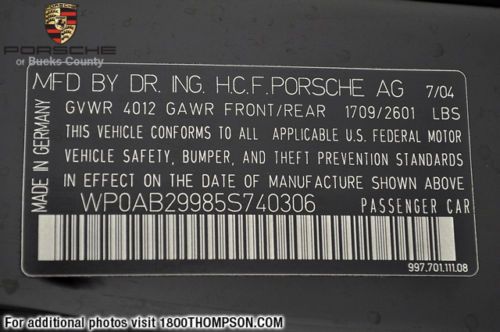 PORSCHE
PORSCHE
of Bucks County
MFD BY DR. ING. H.C.F. PORSCHE AG 7/04
GVWR 4012 GAWR FRONT/REAR 1709/2601 LBS
THIS VEHICLE CONFORMS TO ALL APPLICABLE U.S. FEDERAL MOTOR
VEHICLE SAFETY, BUMPER, AND THEFT PREVENTION STANDARDS
IN EFFECT ON THE DATE OF MANUFACTURE SHOWN ABOVE
MADE IN GERMANY
WP0AB29985S740306 PASSENGER CAR
997.701.111.08
For additional photos visit 1800THOMPSON.com